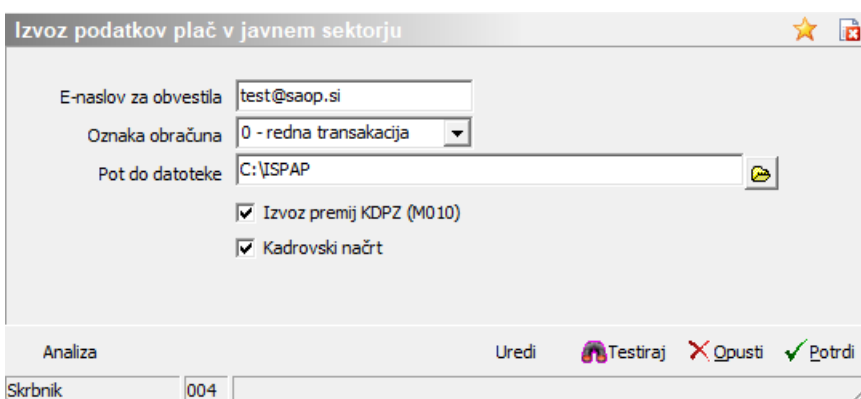 Izvoz podatkov plač v javnem sektorju
E-naslov za obvestila test@saop.si
Oznaka obračuna 0 - redna transakacija
Pot do datoteke C:\ISPAP
Izvoz premij KDPZ (M010)
Kadrovski načrt
Analiza Uredi Testiraj Opusti Potrdi
Skrbnik 004